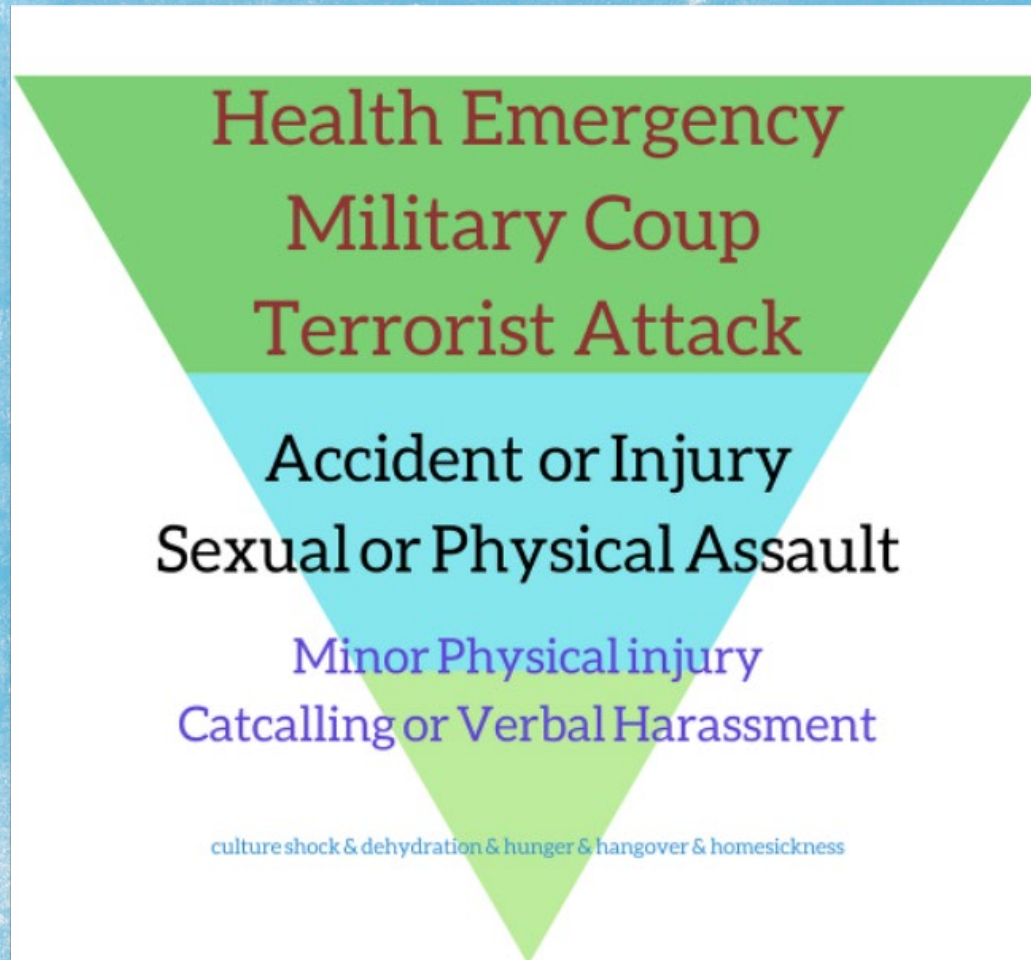 Health Emergency
Military Coup
Terrorist Attack
Accident or Injury
Sexual or Physical Assault
Minor Physical injury
Catcalling or Verbal Harassment
culture shock & dehydration & hunger & hangover & homesickness